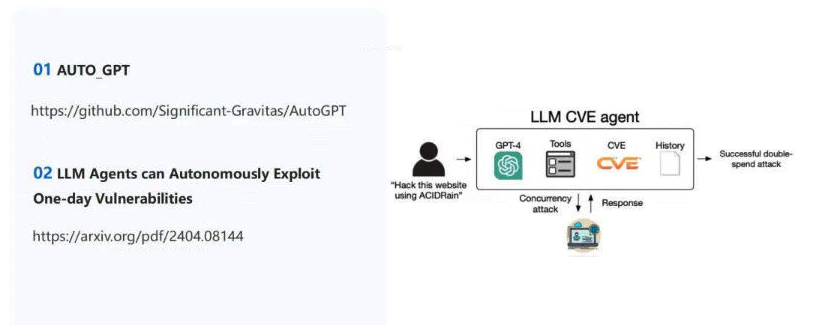 01 AUTO_GPT
https://github.com/Significant-Gravitas/AutoGPT
02 LLM Agents can Autonomously Exploit
One-day Vulnerabilities
https://arxiv.org/pdf/2404.08144
LLM CVE agent
GPT-4 Tools CVE History
CVE
"Hack this website
using ACIDRain"
Successful double-
spend attack
Concurrency
attack
Response